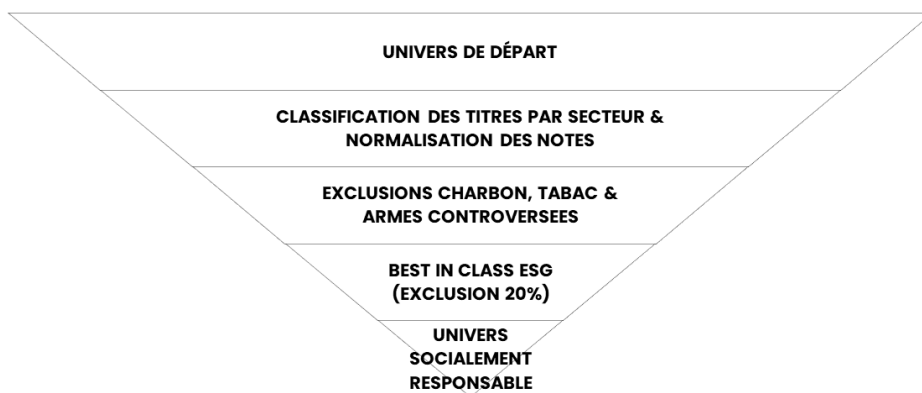 UNIVERS DE DÉPART
CLASSIFICATION DES TITRES PAR SECTEUR &
NORMALISATION DES NOTES
EXCLUSIONS CHARBON, TABAC &
ARMES CONTROVERSEES
BEST IN CLASS ESG
(EXCLUSION 20%)
UNIVERS
SOCIALEMENT
RESPONSABLE